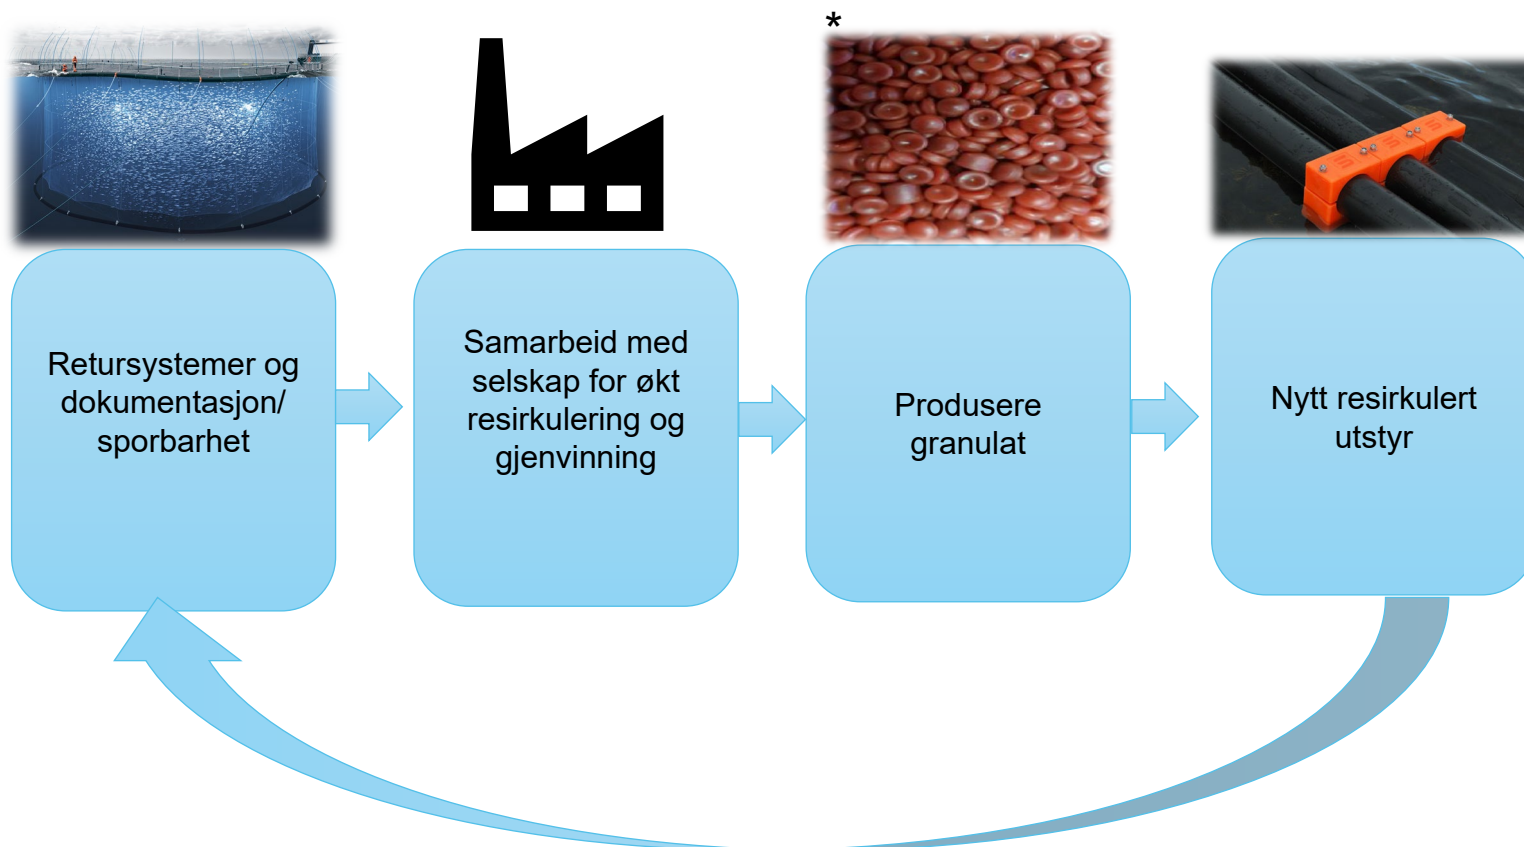 *
Retursystemer og
dokumentasjon/
sporbarhet
Samarbeid med
selskap for økt
resirkulering og
gjenvinning
Produsere
granulat
Nytt resirkulert
utstyr